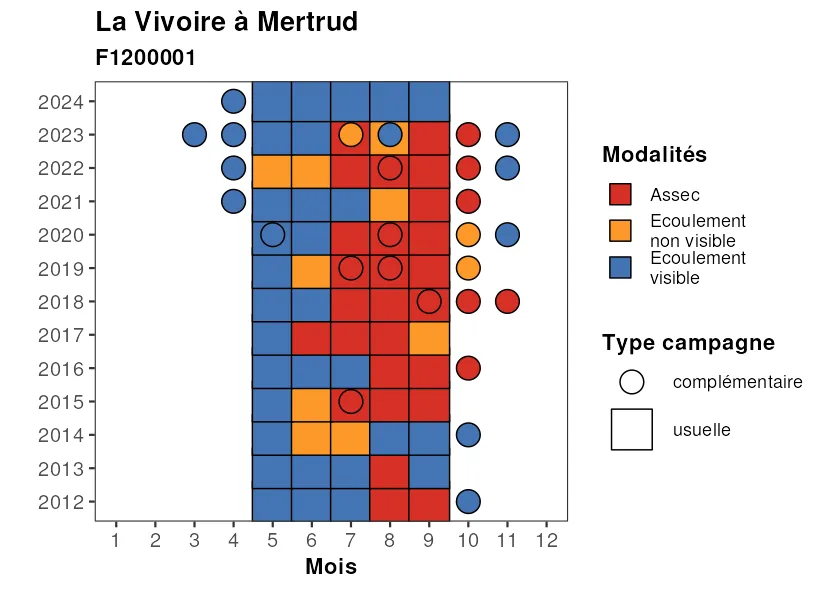 La Vivoire à Mertrud
F1200001
2024
2023
2022
2021
2020
2019
2018
2017
2016
2015
2014
2013
2012
1 2 3 4 5 6 7 8 9 10 11 12
Mois
Modalités
Assec
Ecoulement
non visible
Ecoulement
visible
Type campagne
complémentaire
usuelle